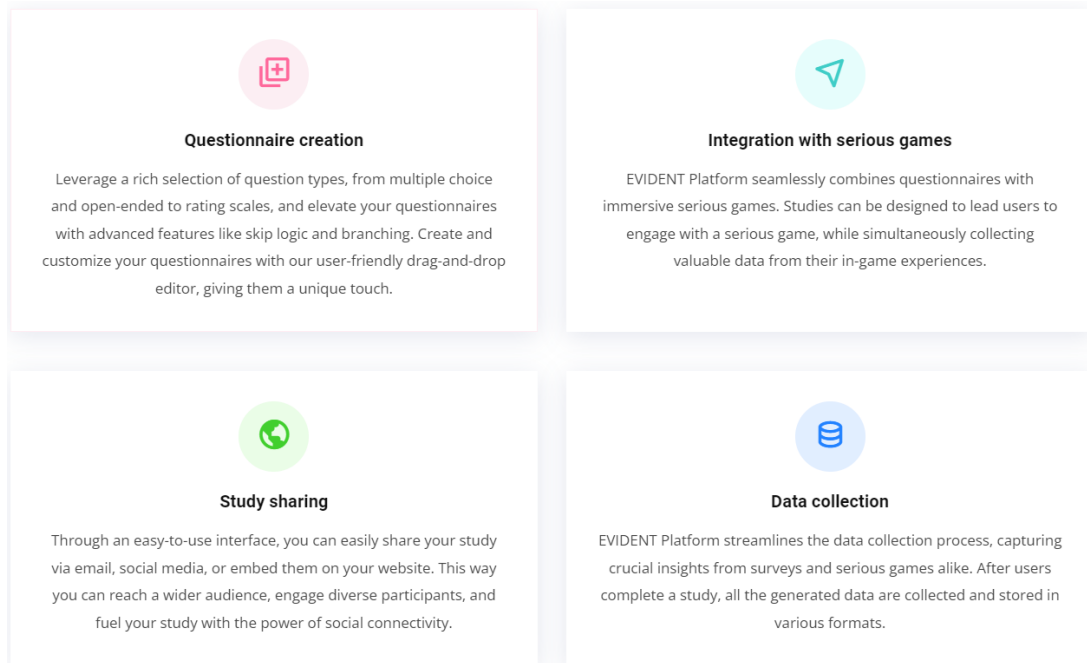 Questionnaire creation
Leverage a rich selection of question types, from multiple choice
and open-ended to rating scales, and elevate your questionnaires
with advanced features like skip logic and branching. Create and
customize your questionnaires with our user-friendly drag-and-drop
editor, giving them a unique touch.
Integration with serious games
EVIDENT Platform seamlessly combines questionnaires with
immersive serious games. Studies can be designed to lead users to
engage with a serious game, while simultaneously collecting
valuable data from their in-game experiences.
Study sharing
Through an easy-to-use interface, you can easily share your study
via email, social media, or embed them on your website. This way
you can reach a wider audience, engage diverse participants, and
fuel your study with the power of social connectivity.
Data collection
EVIDENT Platform streamlines the data collection process, capturing
crucial insights from surveys and serious games alike. After users
complete a study, all the generated data are collected and stored in
various formats.